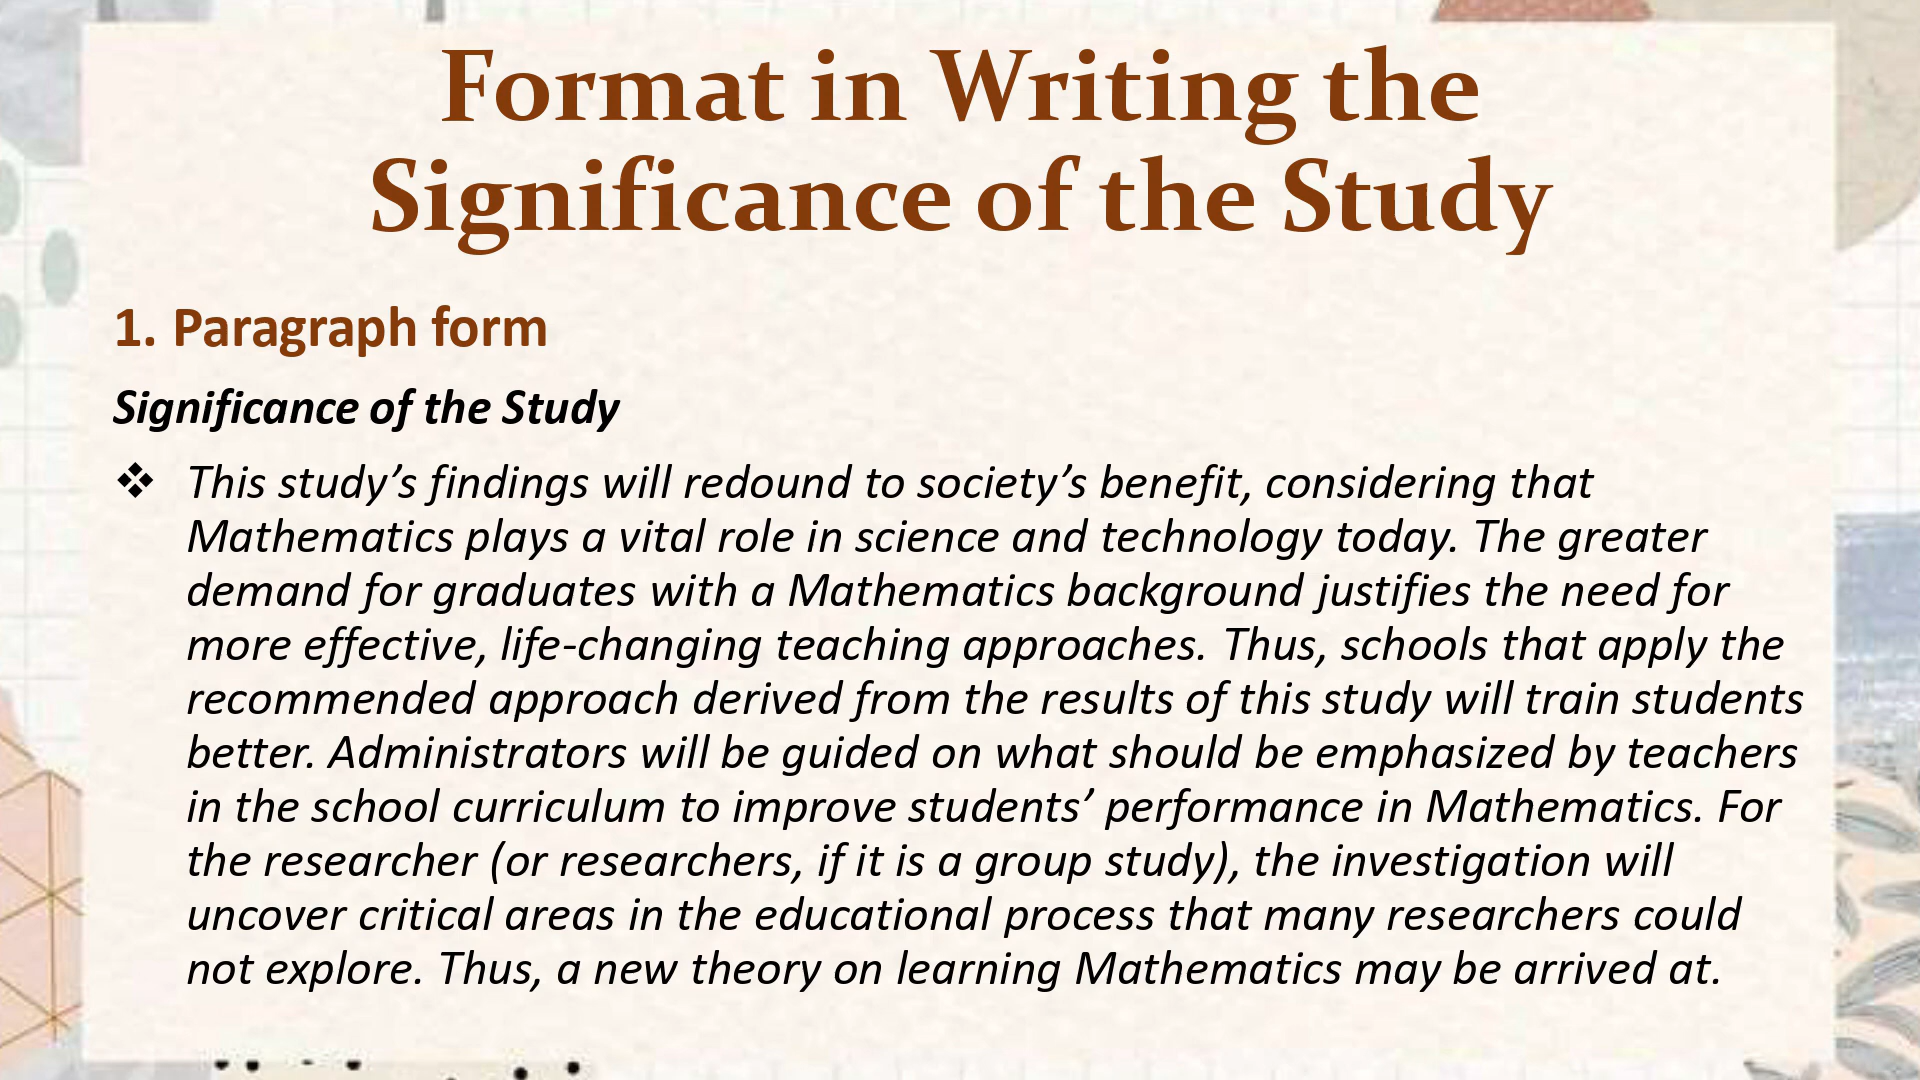 Format in Writing the
Significance of the Study
1. Paragraph form
Significance of the Study
❖ This study’s findings will redound to society’s benefit, considering that
Mathematics plays a vital role in science and technology today. The greater
demand for graduates with a Mathematics background justifies the need for
more effective, life-changing teaching approaches. Thus, schools that apply the
recommended approach derived from the results of this study will train students
better. Administrators will be guided on what should be emphasized by teachers
in the school curriculum to improve students’ performance in Mathematics. For
the researcher (or researchers, if it is a group study), the investigation will
uncover critical areas in the educational process that many researchers could
not explore. Thus, a new theory on learning Mathematics may be arrived at.